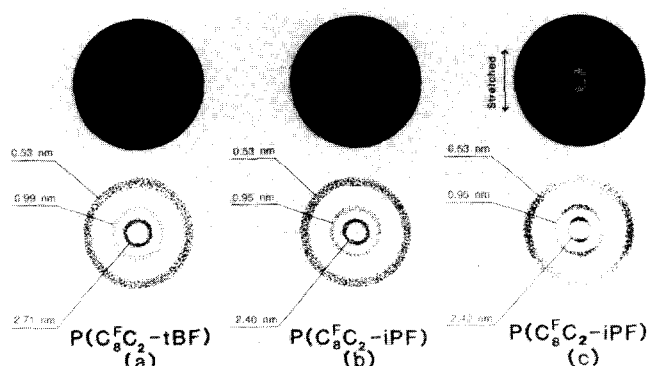 Stretched
0.53 nm
0.99 nm
2.71 nm
P(C₈ᶠC₂-tBF)
(a)
0.53 nm
0.95 nm
2.40 nm
P(C₈ᶠC₂-iPF)
(b)
0.53 nm
0.95 nm
2.42 nm
P(C₈ᶠC₂-iPF)
(c)